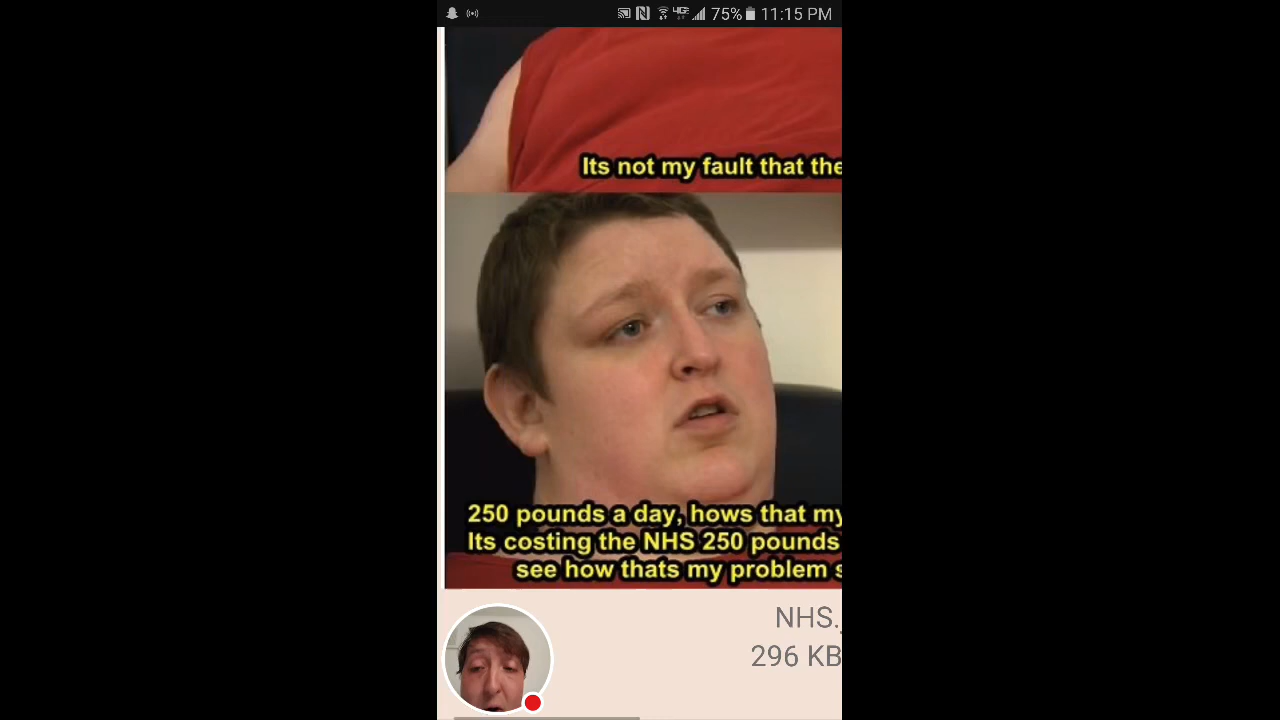 75% 11:15 PM
Its not my fault that the
250 pounds a day, hows that my
Its costing the NHS 250 pounds
see how thats my problem s
NHS.
296 KB